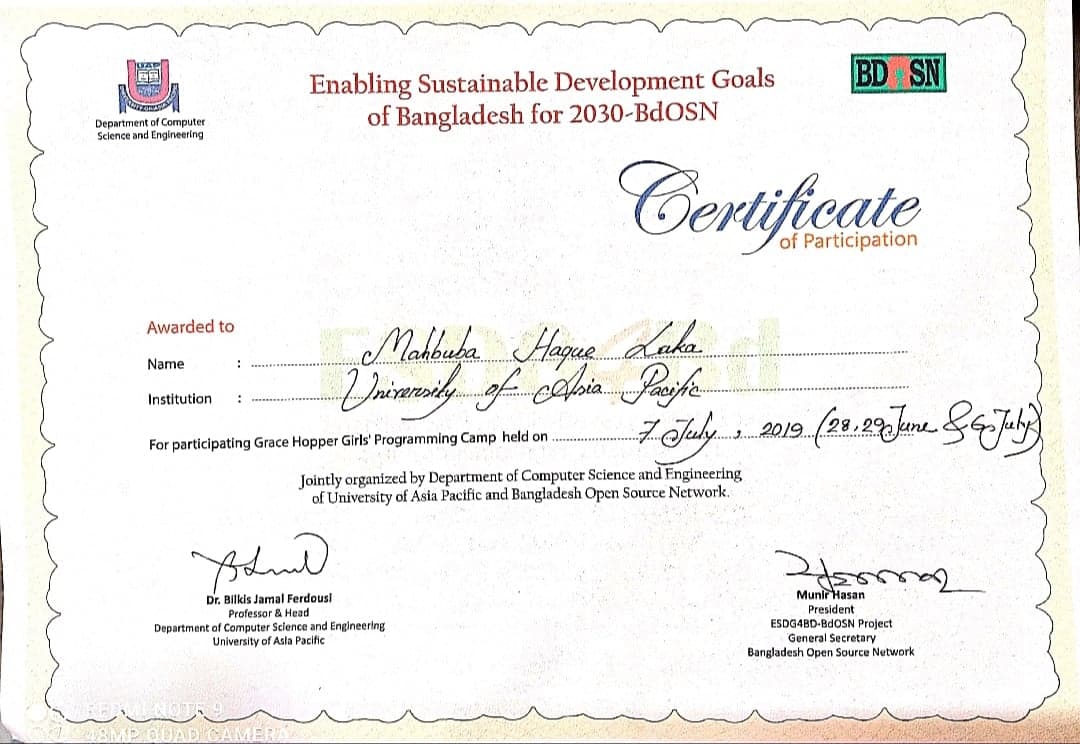 UAP
Department of Computer
Science and Engineering
Enabling Sustainable Development Goals
of Bangladesh for 2030-BdOSN
BDOSN
Certificate
of Participation
Awarded to
Name : Mahbuba Haque Laka
Institution : University of Asia Pacific
For participating Grace Hopper Girls' Programming Camp held on 7 July, 2019 (28, 29 June & 6 July)
Jointly organized by Department of Computer Science and Engineering
of University of Asia Pacific and Bangladesh Open Source Network.
Dr. Bilkis Jamal Ferdousi
Professor & Head
Department of Computer Science and Engineering
University of Asia Pacific
Munir Hasan
President
ESDG4BD-BdOSN Project
General Secretary
Bangladesh Open Source Network
REDMI NOTE 9
48MP QUAD CAMERA